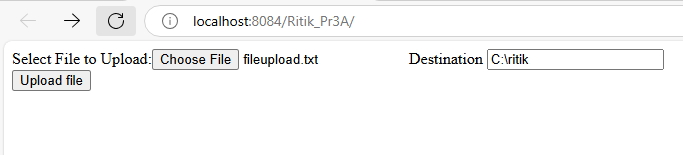 localhost:8084/Ritik_Pr3A/
Select File to Upload: Choose File fileupload.txt Destination C:\ritik
Upload file